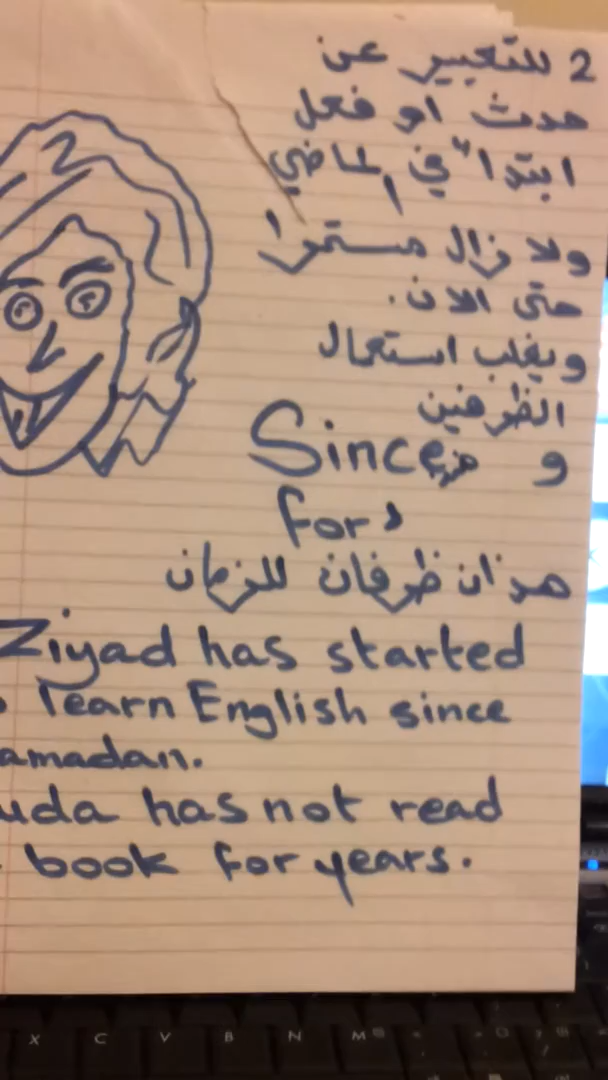 2 للتعبير عن
حدث او فعل
ابتدا في الماضي
ولا زال مستمرا
حتى الان.
ويغلب استعمال
الظرفين
و Since
for
هذان ظرفان للزمان
Ziyad has started
learn English since
amadan.
uda has not read
book for years.
X C V B N M